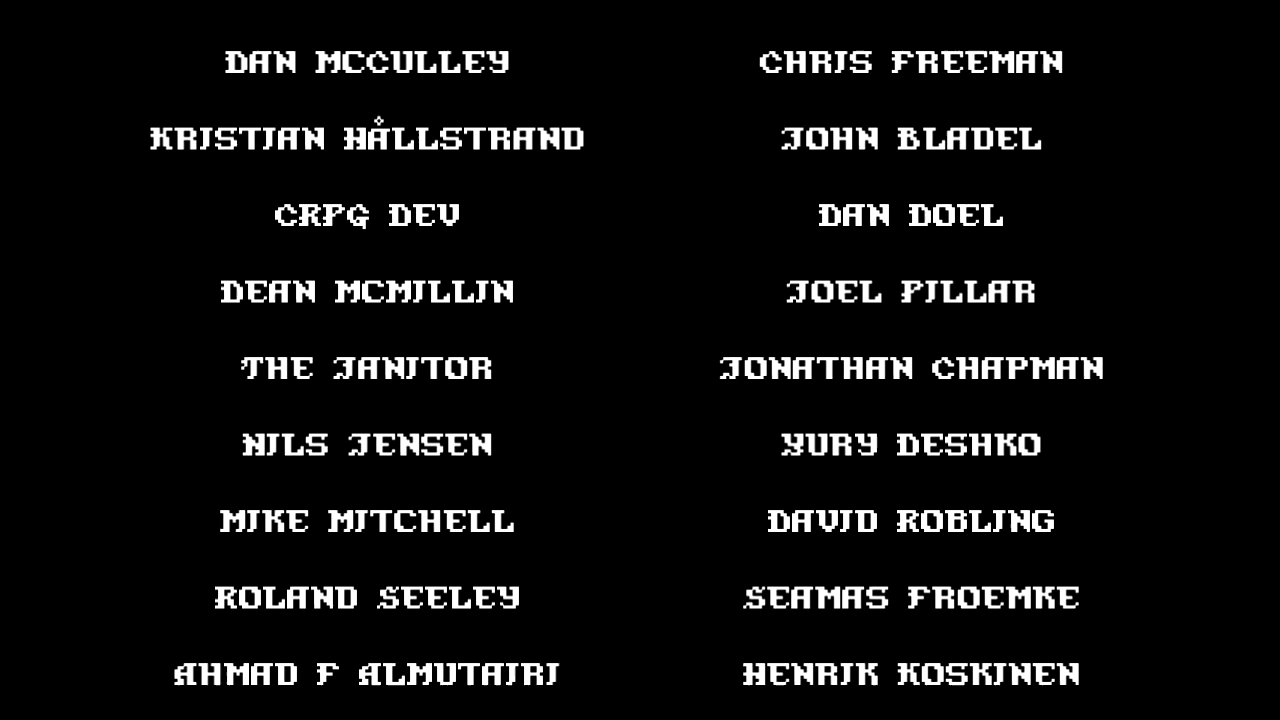 DAN MCCULLEY
CHRIS FREEMAN
KRISTIAN HÅLLSTRAND
JOHN BLADEL
CRPG DEV
DAN DOEL
DEAN MCMILLIN
JOEL PILLAR
THE JANITOR
JONATHAN CHAPMAN
NILS JENSEN
YURY DESHKO
MIKE MITCHELL
DAVID ROBLING
ROLAND SEELEY
SEAMAS FROEMKE
AHMAD F ALMUTAIRI
HENRIK KOSKINEN